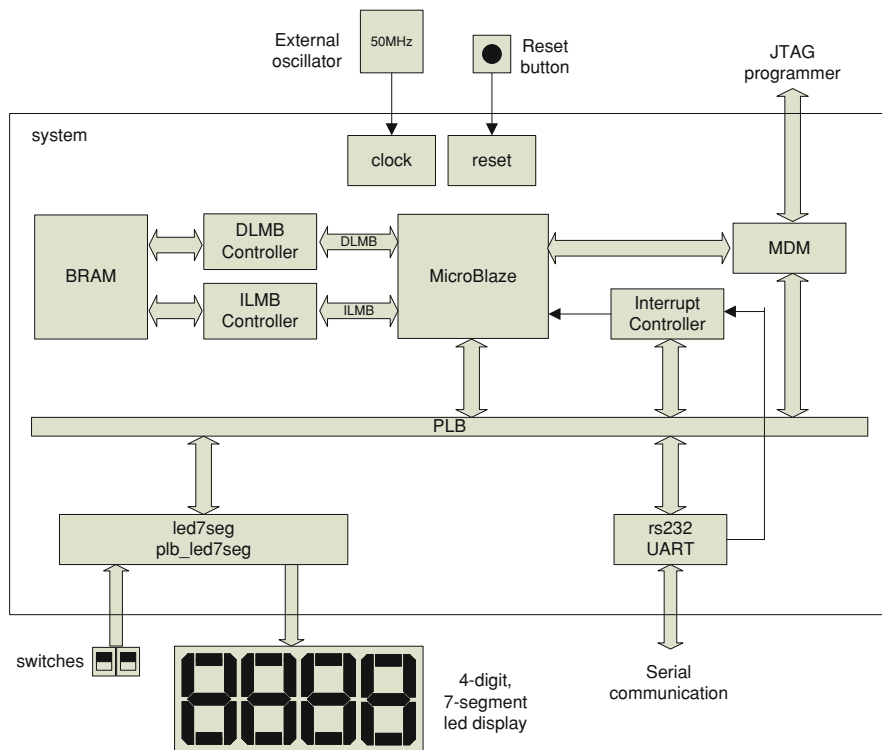 External
oscillator
50MHz
Reset
button
JTAG
programmer
system
clock
reset
BRAM
DLMB
Controller
DLMB
ILMB
Controller
ILMB
MicroBlaze
MDM
Interrupt
Controller
PLB
led7seg
plb_led7seg
rs232
UART
switches
4-digit,
7-segment
led display
Serial
communication